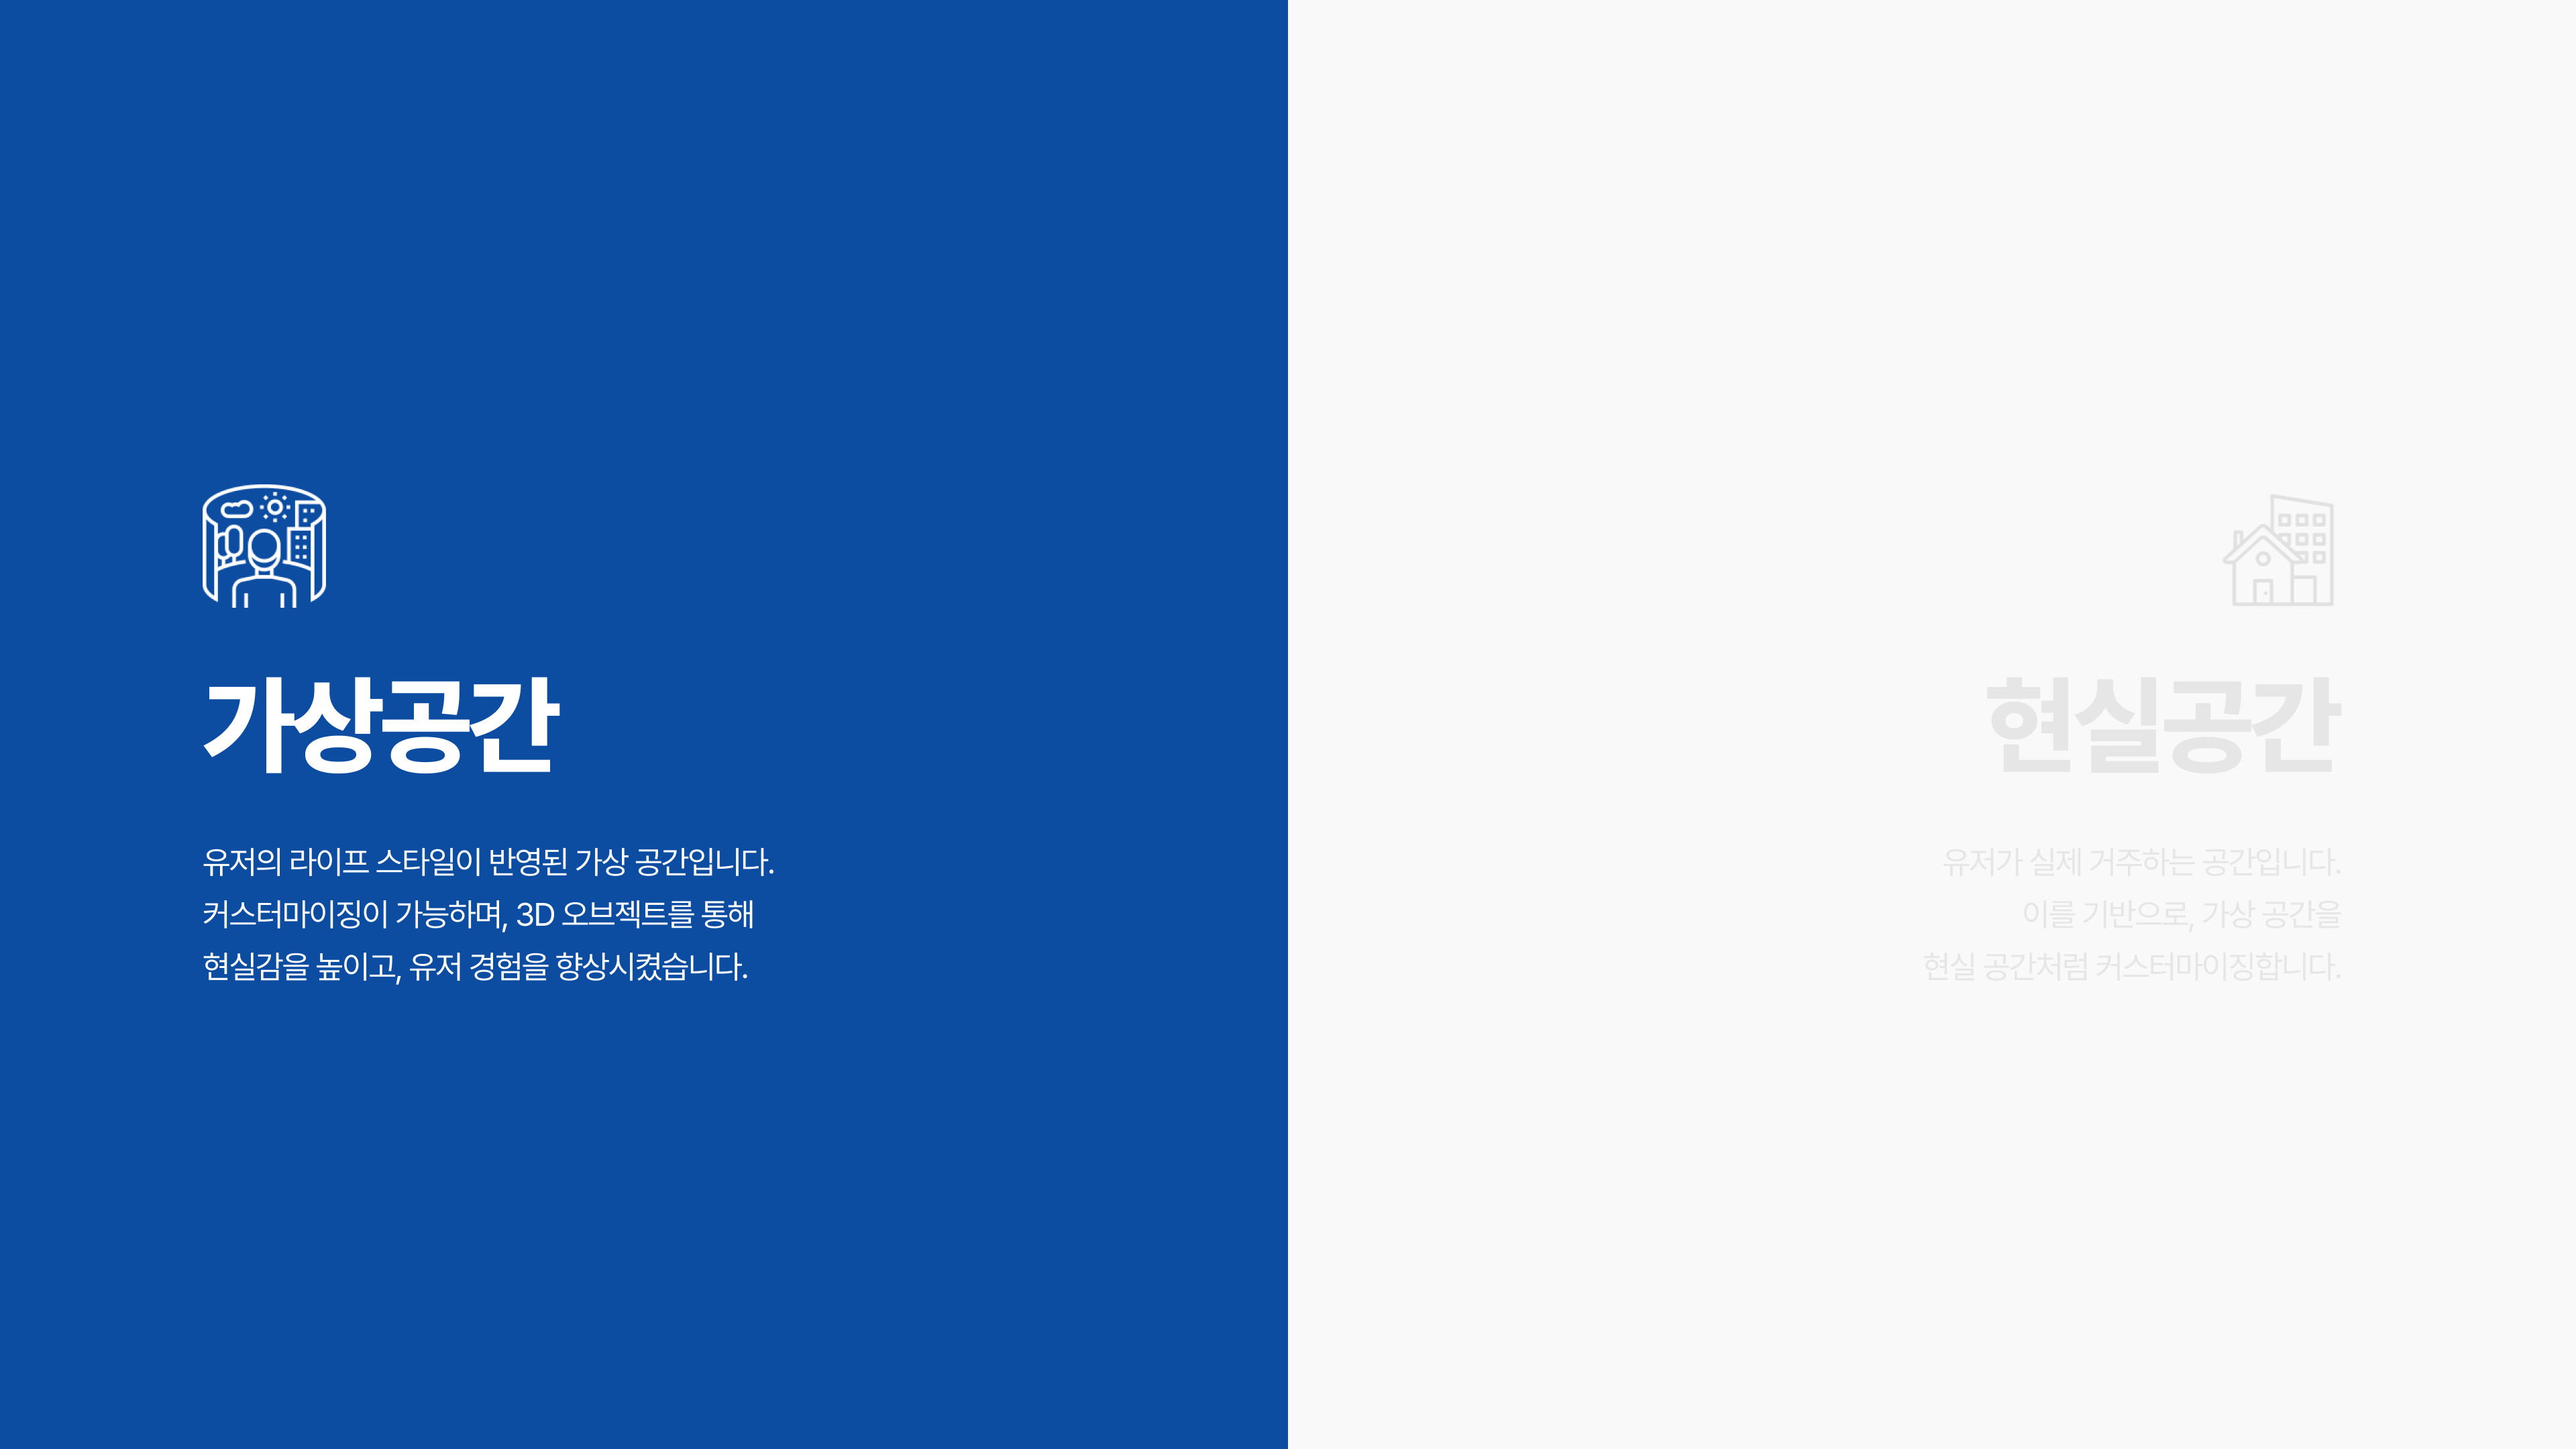 가상공간
유저의 라이프 스타일이 반영된 가상 공간입니다.
커스터마이징이 가능하며, 3D 오브젝트를 통해
현실감을 높이고, 유저 경험을 향상시켰습니다.
현실공간
유저가 실제 거주하는 공간입니다.
이를 기반으로, 가상 공간을
현실 공간처럼 커스터마이징합니다.